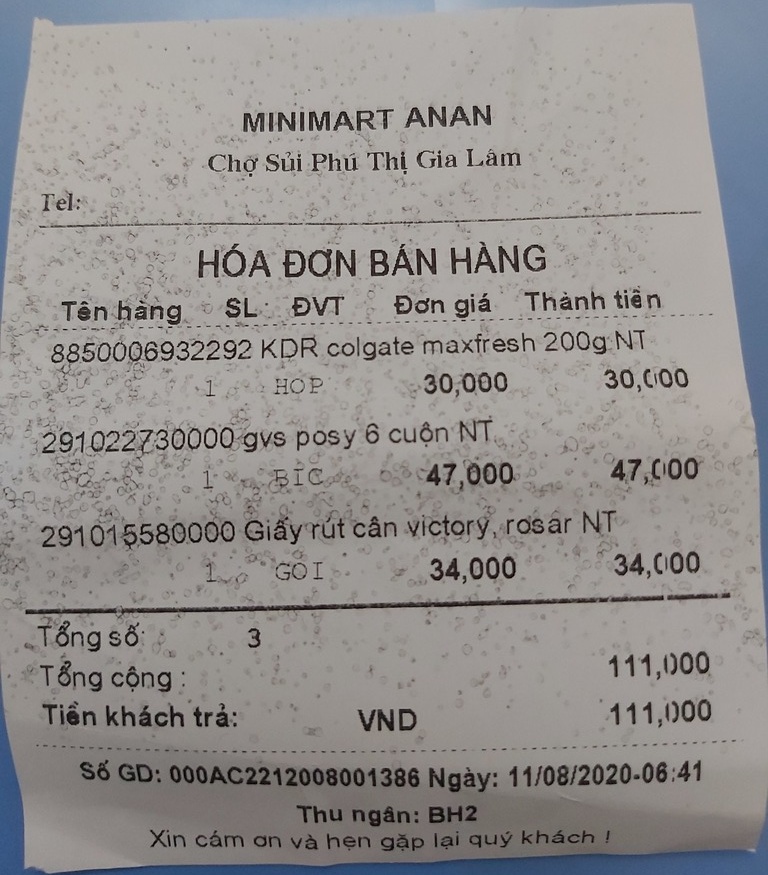 MINIMART ANAN
Chợ Sủi Phú Thị Gia Lâm
Tel:
HÓA ĐƠN BÁN HÀNG
Tên hàng SL ĐVT Đơn giá Thành tiền
8850006932292 KDR colgate maxfresh 200g NT
1 HOP 30,000 30,000
291022730000 gvs posy 6 cuộn NT
1 BIC 47,000 47,000
291015580000 Giấy rút cân victory, rosar NT
1 GOI 34,000 34,000
Tổng số: 3
Tổng cộng : 111,000
Tiền khách trả: VND 111,000
Số GD: 000AC2212008001386 Ngày: 11/08/2020-06:41
Thu ngân: BH2
Xin cám ơn và hẹn gặp lại quý khách !